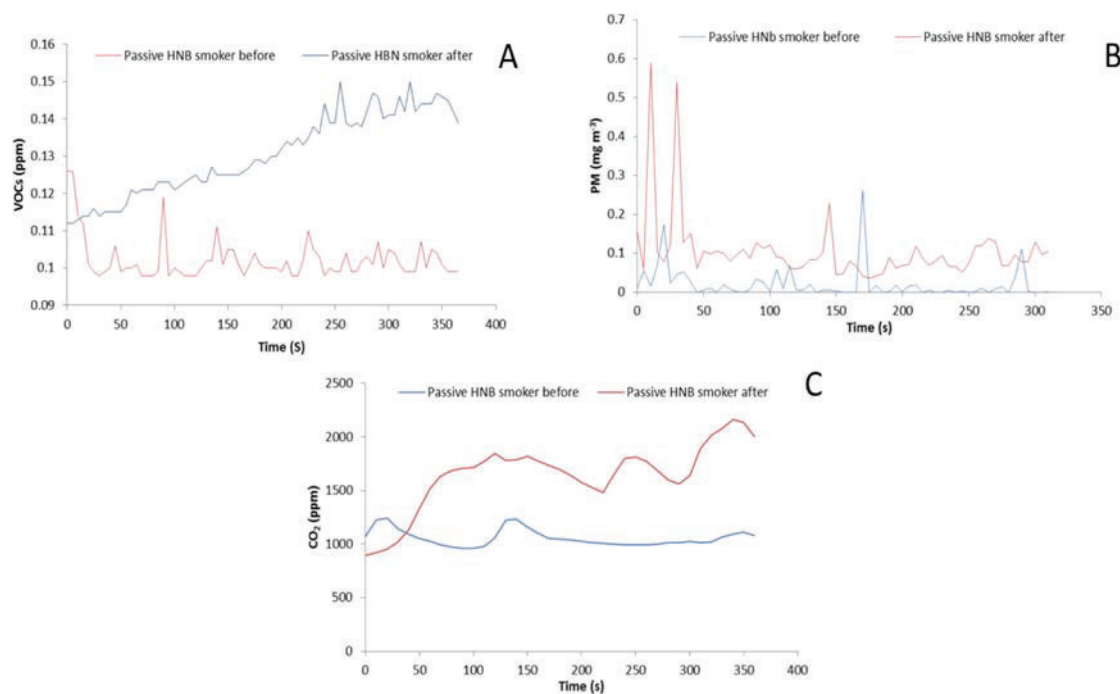 0.16
0.15
0.14
0.13
0.12
0.11
0.1
0.09
VOCs (ppm)
Passive HNB smoker before
Passive HBN smoker after
A
0 50 100 150 200 250 300 350 400
Time (S)
0.7
0.6
0.5
0.4
0.3
0.2
0.1
0
PM (mg m⁻³)
Passive HNb smoker before
Passive HNB smoker after
B
0 50 100 150 200 250 300 350
Time (s)
2500
2000
1500
1000
500
0
CO₂ (ppm)
Passive HNB smoker before
Passive HNB smoker after
C
0 50 100 150 200 250 300 350 400
Time (s)